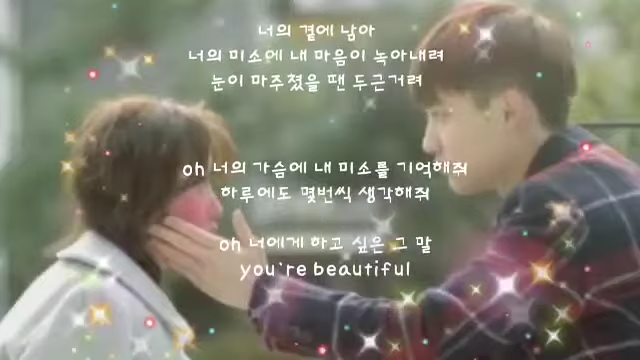 너의 곁에 남아
너의 미소에 내 마음이 녹아내려
눈이 마주쳤을 땐 두근거려
oh 너의 가슴에 내 미소를 기억해줘
하루에도 몇번씩 생각해줘
oh 너에게 하고 싶은 그 말
you're beautiful